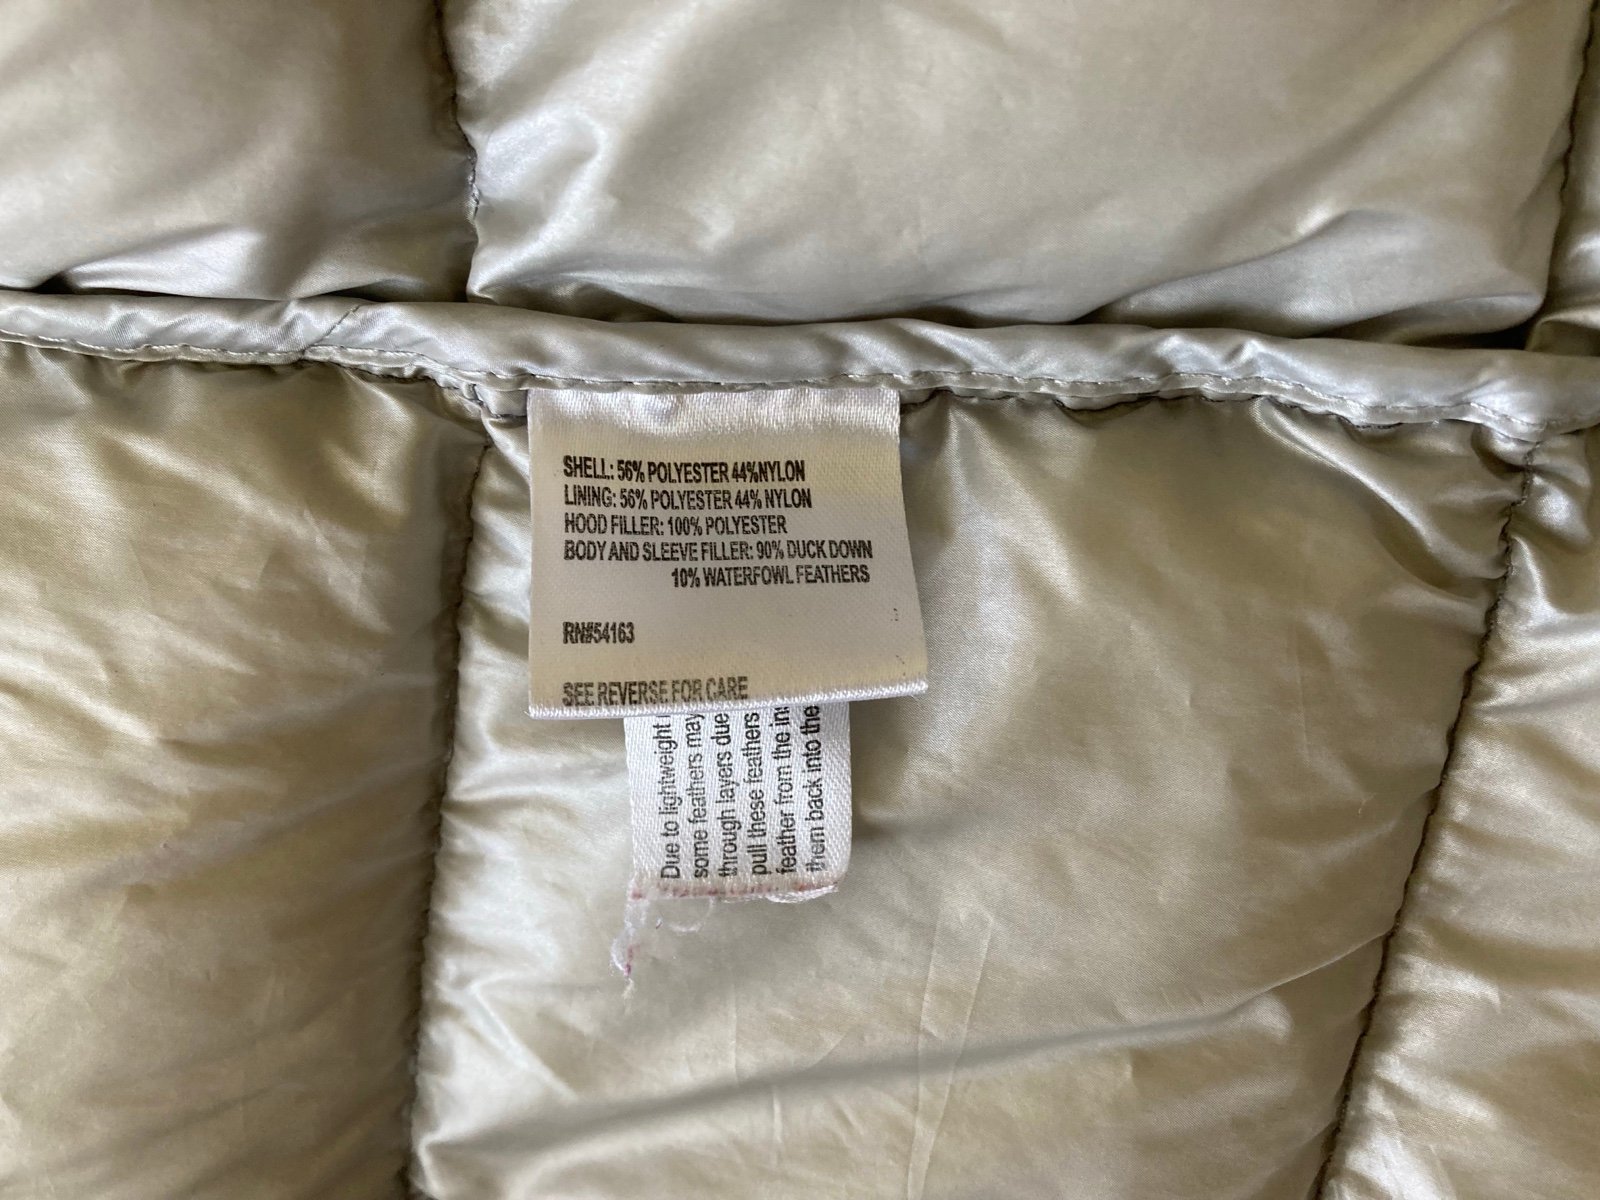 SHELL: 56% POLYESTER 44%NYLON
LINING: 56% POLYESTER 44% NYLON
HOOD FILLER: 100% POLYESTER
BODY AND SLEEVE FILLER: 90% DUCK DOWN
10% WATERFOWL FEATHERS
RN#54163
SEE REVERSE FOR CARE
Due to lightweight
some feathers may
through layers due
pull these feathers
feather from the
them back into the